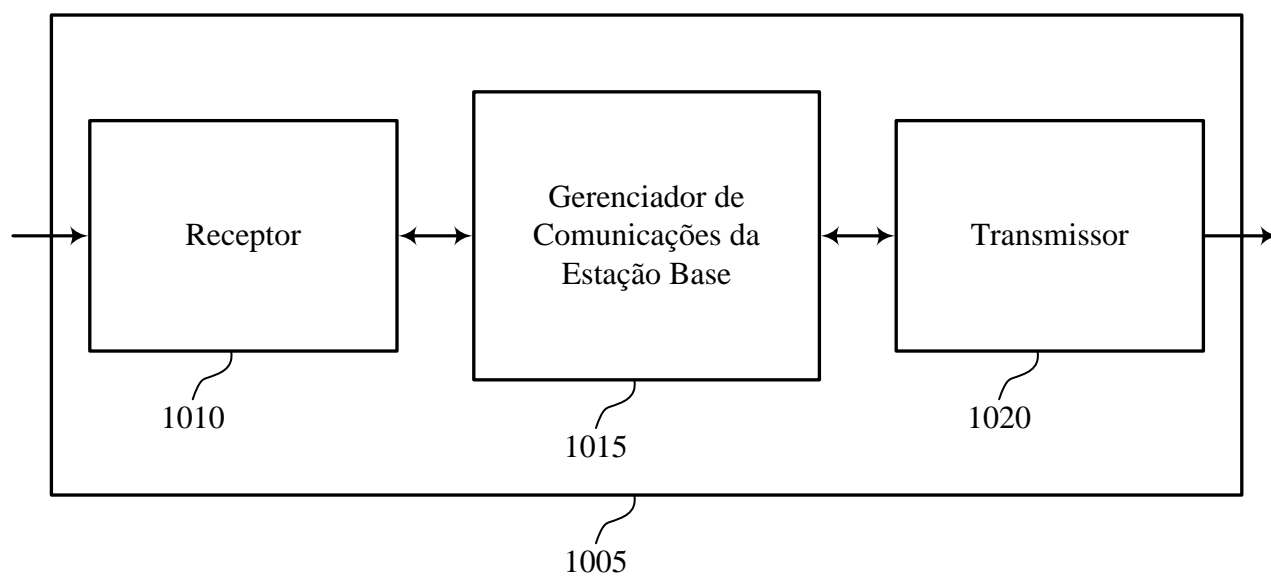 Receptor
Gerenciador de
Comunicações da
Estação Base
Transmissor
1010
1015
1020
1005